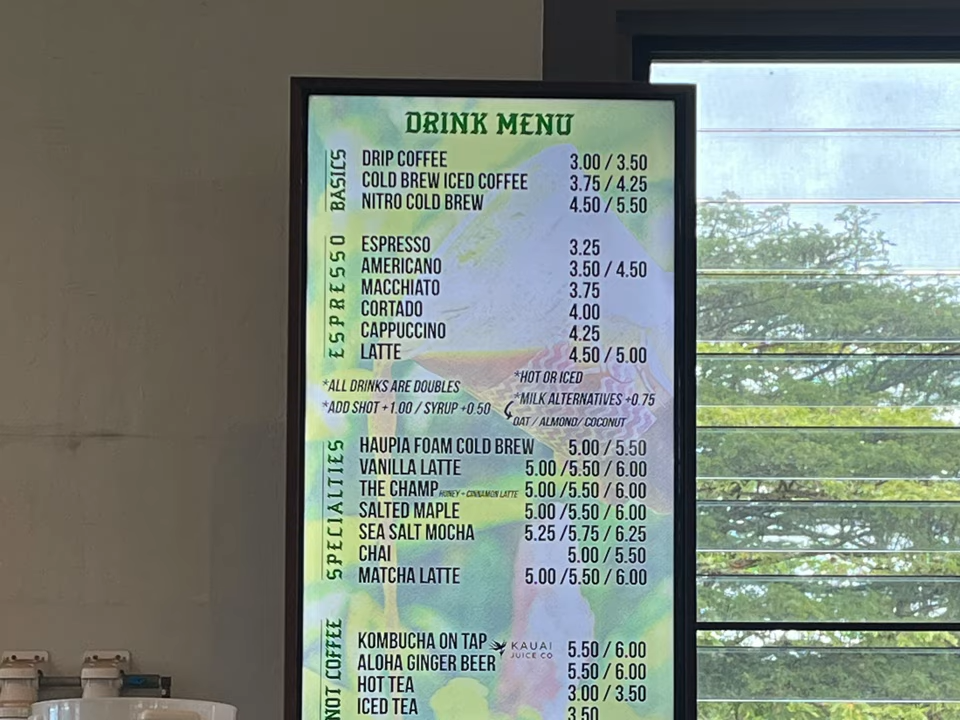 DRINK MENU
BASICS
DRIP COFFEE 3.00 / 3.50
COLD BREW ICED COFFEE 3.75 / 4.25
NITRO COLD BREW 4.50 / 5.50
ESPRESSO
ESPRESSO 3.25
AMERICANO 3.50 / 4.50
MACCHIATO 3.75
CORTADO 4.00
CAPPUCCINO 4.25
LATTE 4.50 / 5.00
*ALL DRINKS ARE DOUBLES
*ADD SHOT +1.00 / SYRUP +0.50
*HOT OR ICED
*MILK ALTERNATIVES +0.75
OAT / ALMOND/ COCONUT
SPECIALTIES
HAUPIA FOAM COLD BREW 5.00 / 5.50
VANILLA LATTE 5.00 /5.50 / 6.00
THE CHAMP HONEY + CINNAMON LATTE 5.00 /5.50 / 6.00
SALTED MAPLE 5.00 /5.50 / 6.00
SEA SALT MOCHA 5.25 /5.75 / 6.25
CHAI 5.00 / 5.50
MATCHA LATTE 5.00 /5.50 / 6.00
NOT COFFEE
KOMBUCHA ON TAP KAUAI JUICE CO 5.50 / 6.00
ALOHA GINGER BEER 5.50 / 6.00
HOT TEA 3.00 / 3.50
ICED TEA 3.50